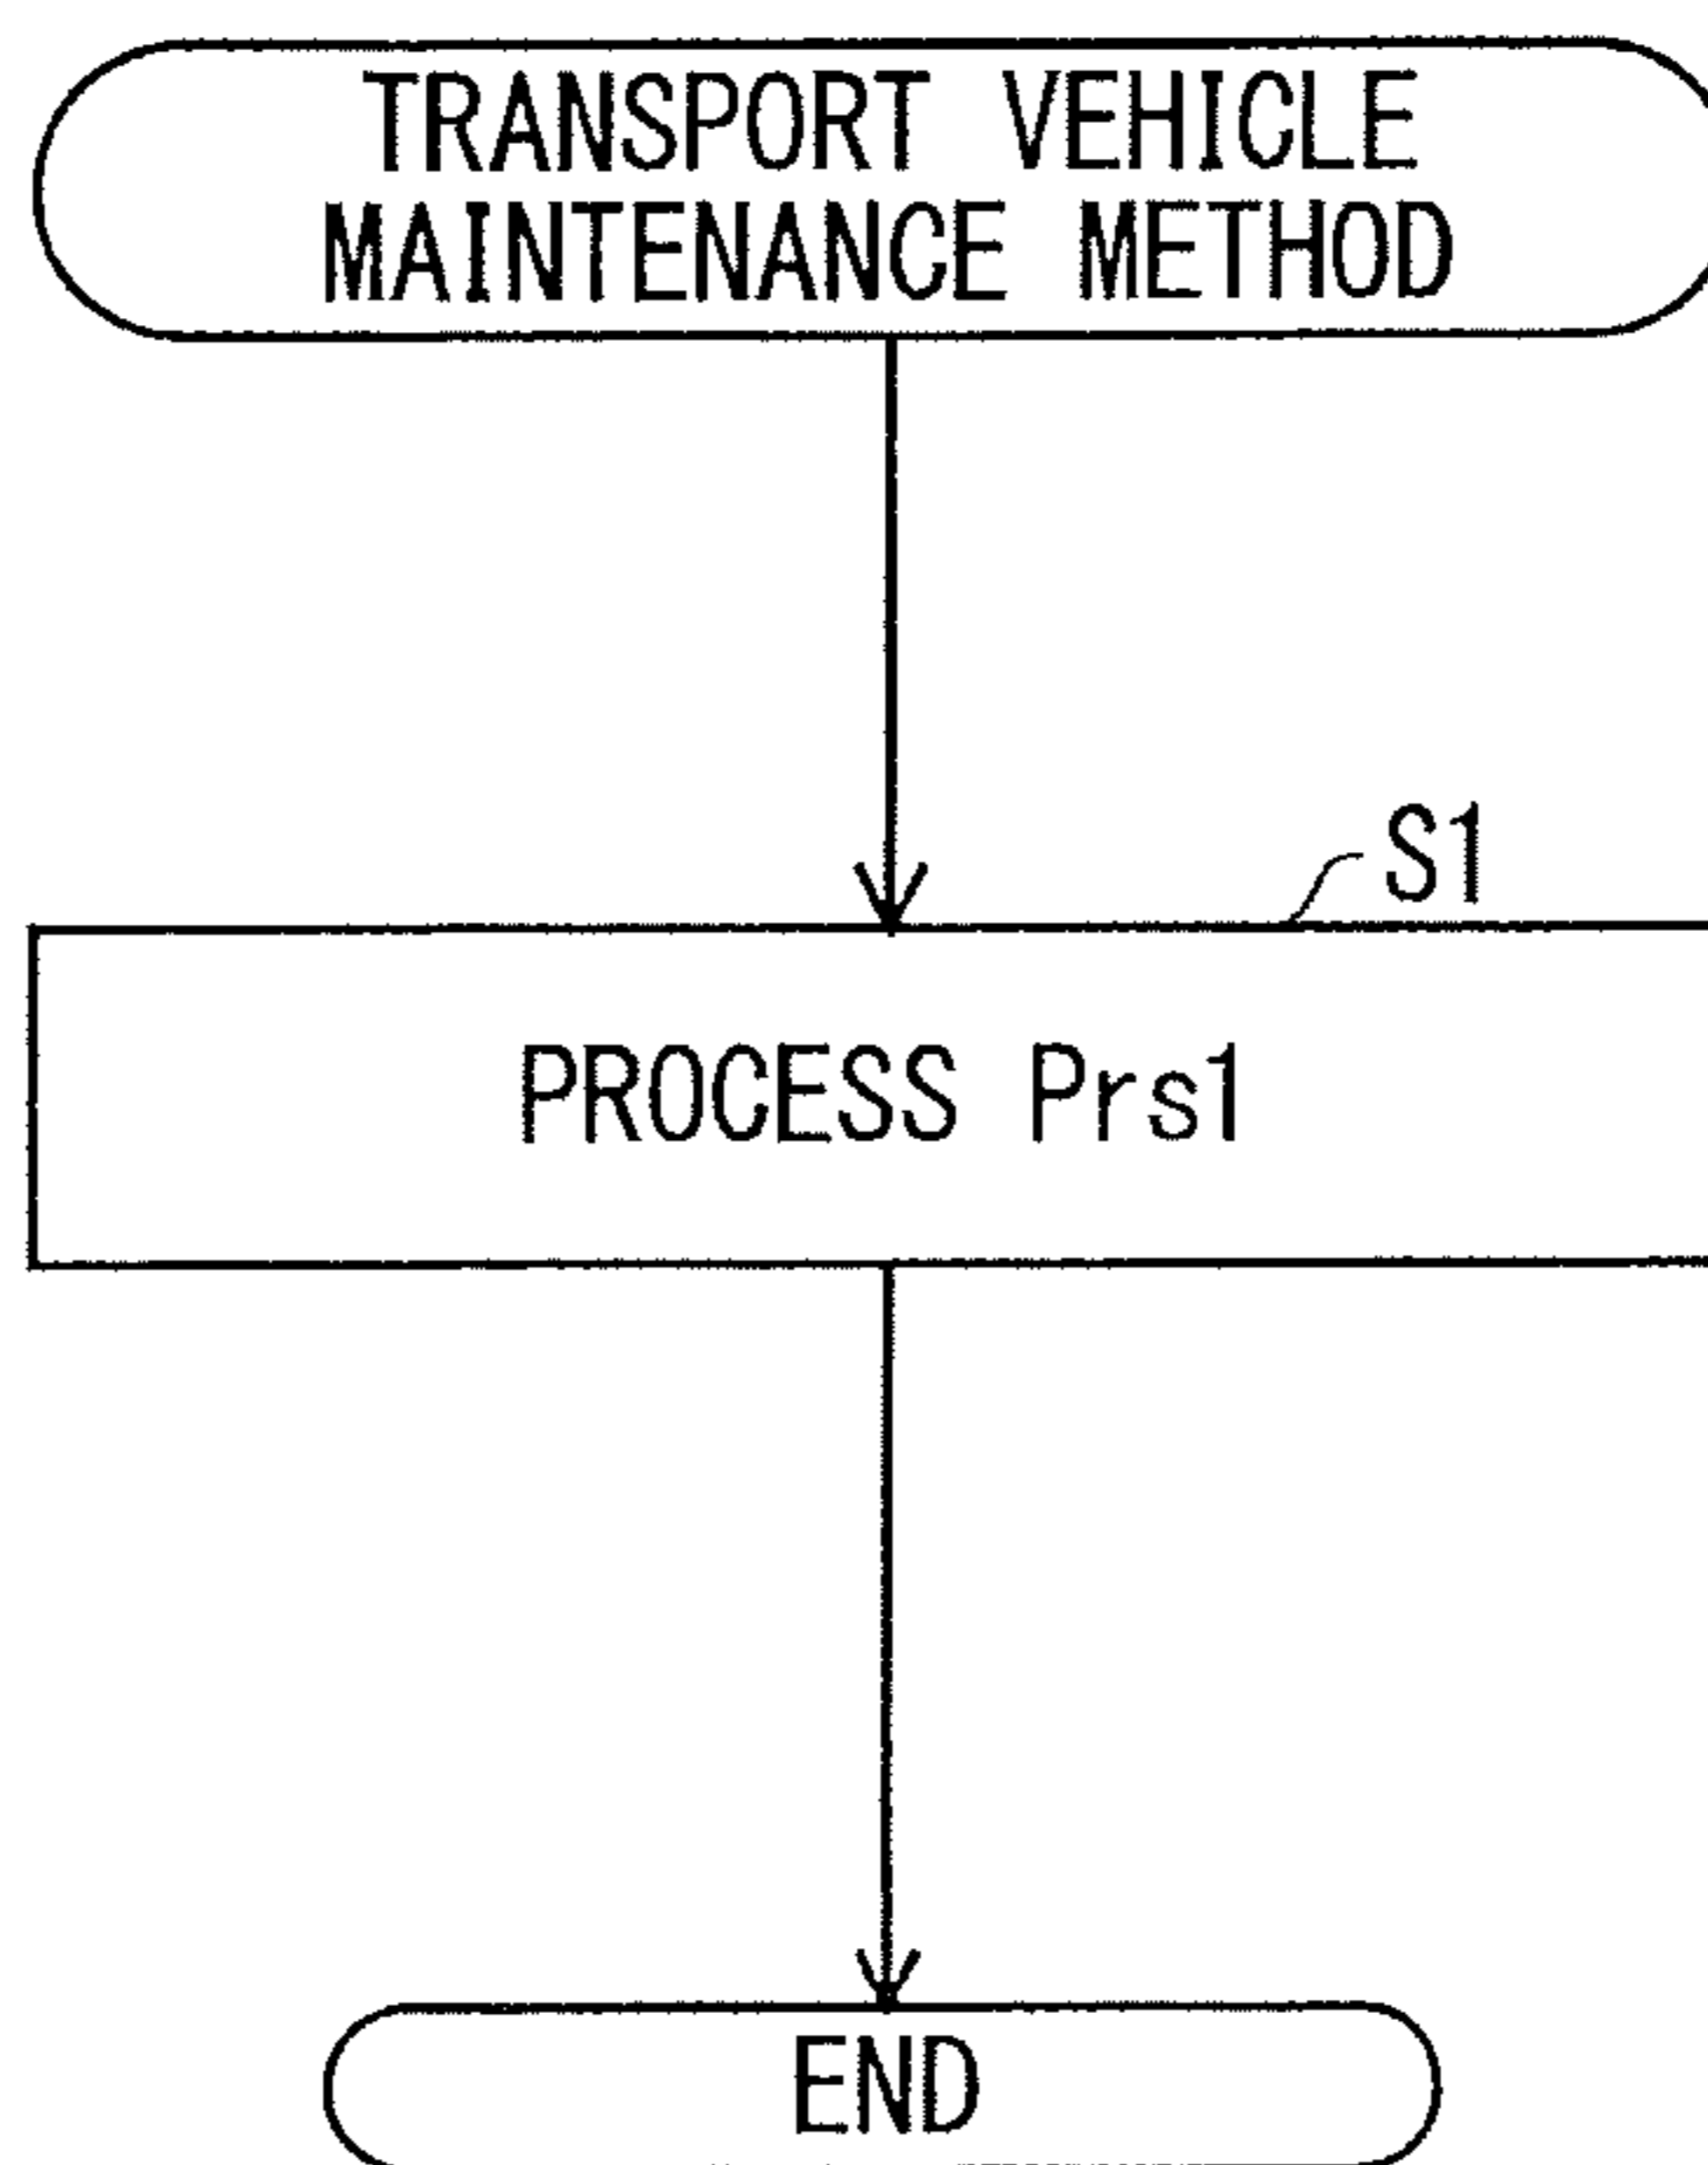 TRANSPORT VEHICLE
MAINTENANCE METHOD
S1
PROCESS Prs1
END